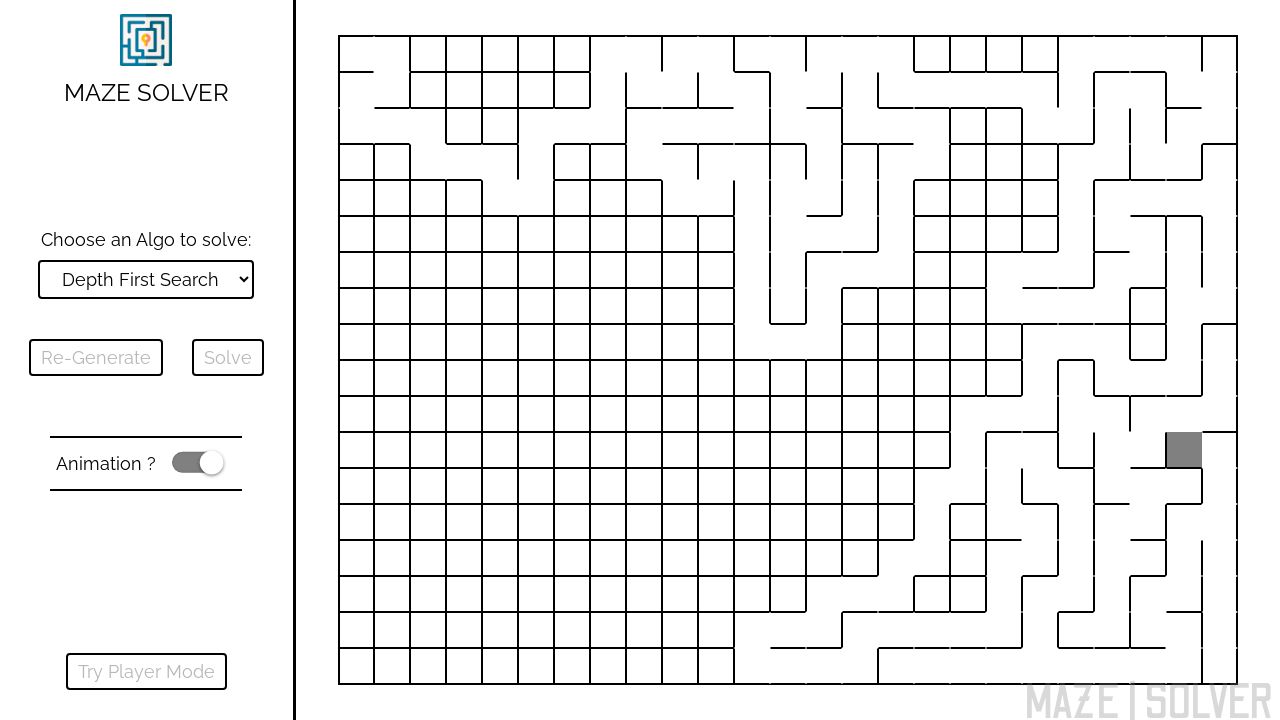 MAZE SOLVER
Choose an Algo to solve:
Depth First Search
Re-Generate
Solve
Animation ?
Try Player Mode
MAZE | SOLVER